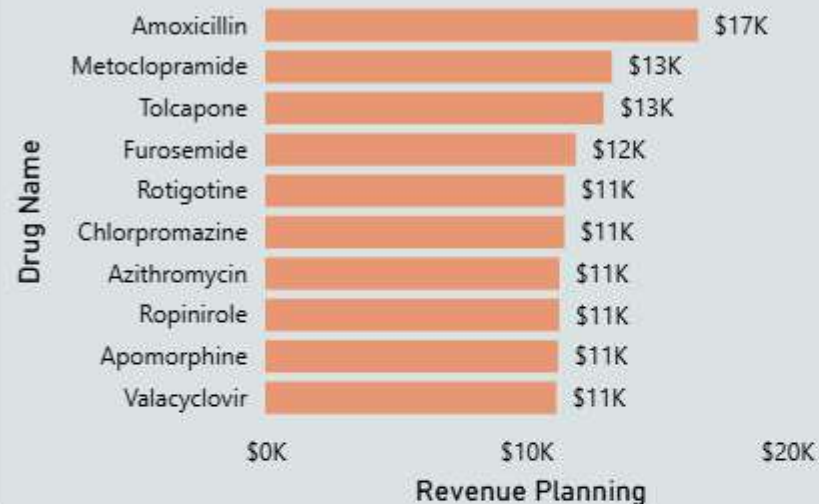 Drug Name
Amoxicillin $17K
Metoclopramide $13K
Tolcapone $13K
Furosemide $12K
Rotigotine $11K
Chlorpromazine $11K
Azithromycin $11K
Ropinirole $11K
Apomorphine $11K
Valacyclovir $11K
$0K $10K $20K
Revenue Planning